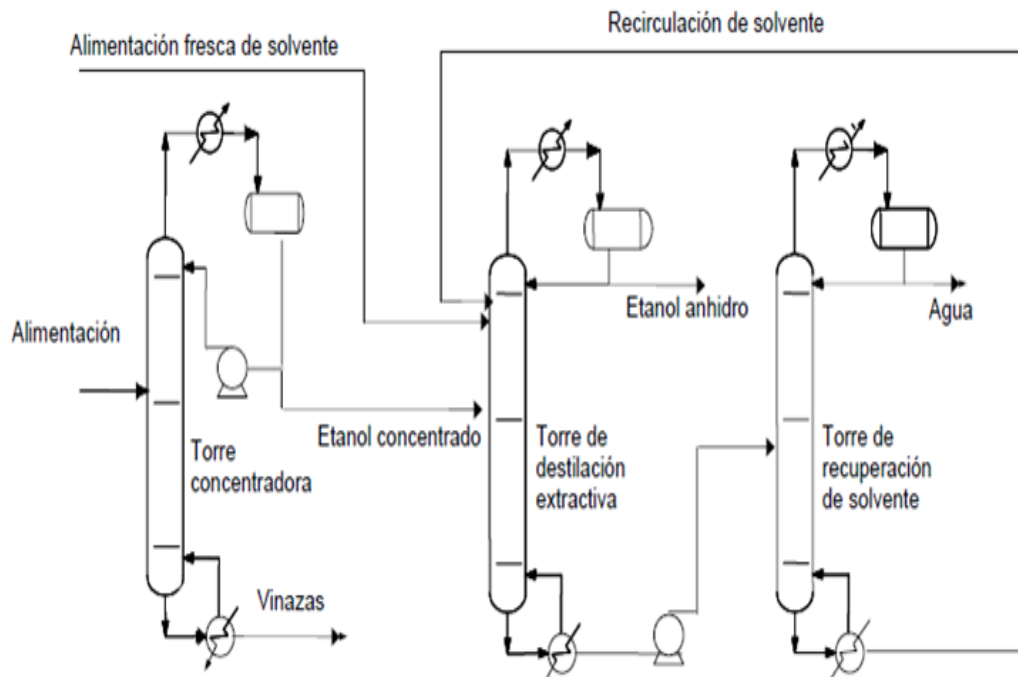 Recirculación de solvente
Alimentación fresca de solvente
Alimentación
Etanol anhidro
Agua
Etanol concentrado
Torre
concentradora
Torre de
destilación
extractiva
Torre de
recuperación
de solvente
Vinazas